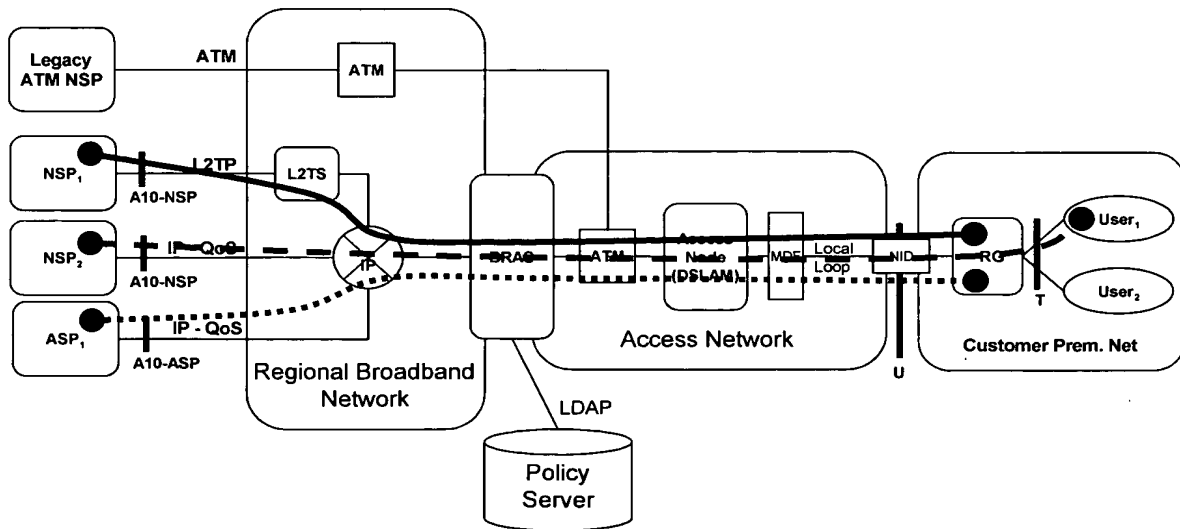 Legacy
ATM NSP
ATM
ATM
NSP₁
L2TP
L2TS
A10-NSP
NSP₂
IP - QoS
IP
A10-NSP
ASP₁
IP - QoS
A10-ASP
Regional Broadband
Network
BRAS
ATM
Access
Node
(DSLAM)
MDF
Local
Loop
NID
Access Network
U
RG
T
User₁
User₂
Customer Prem. Net
LDAP
Policy
Server